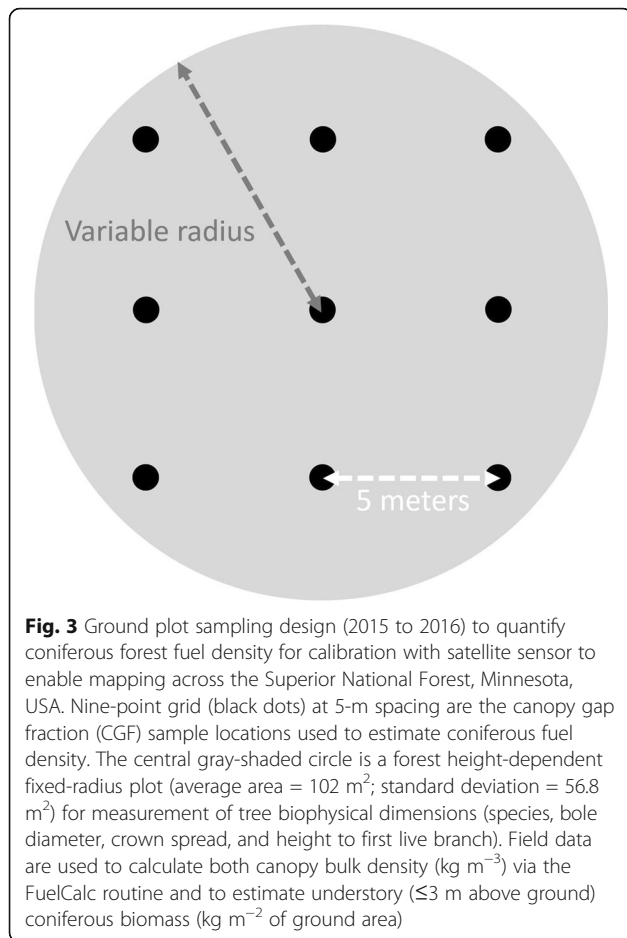 Variable radius
5 meters
Fig. 3 Ground plot sampling design (2015 to 2016) to quantify
coniferous forest fuel density for calibration with satellite sensor to
enable mapping across the Superior National Forest, Minnesota,
USA. Nine-point grid (black dots) at 5-m spacing are the canopy gap
fraction (CGF) sample locations used to estimate coniferous fuel
density. The central gray-shaded circle is a forest height-dependent
fixed-radius plot (average area = 102 m²; standard deviation = 56.8
m²) for measurement of tree biophysical dimensions (species, bole
diameter, crown spread, and height to first live branch). Field data
are used to calculate both canopy bulk density (kg m⁻³) via the
FuelCalc routine and to estimate understory (≤3 m above ground)
coniferous biomass (kg m⁻² of ground area)